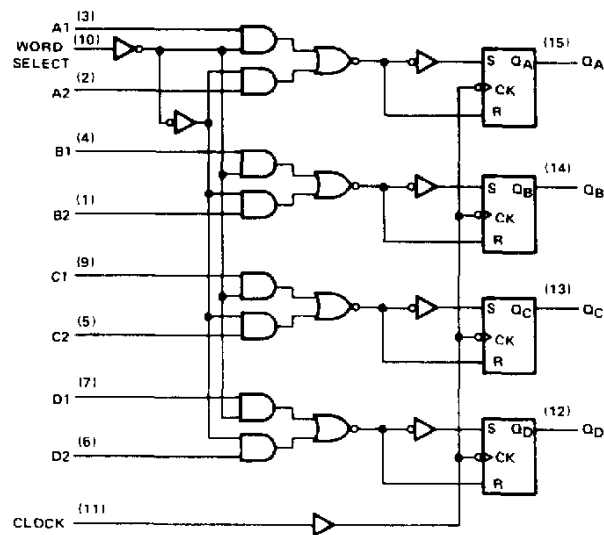 A1 (3)
WORD SELECT (10)
A2 (2)
S QA (15) QA
CK
R
B1 (4)
B2 (1)
S QB (14) QB
CK
R
C1 (9)
C2 (5)
S QC (13) QC
CK
R
D1 (7)
D2 (6)
S QD (12) QD
CK
R
CLOCK (11)